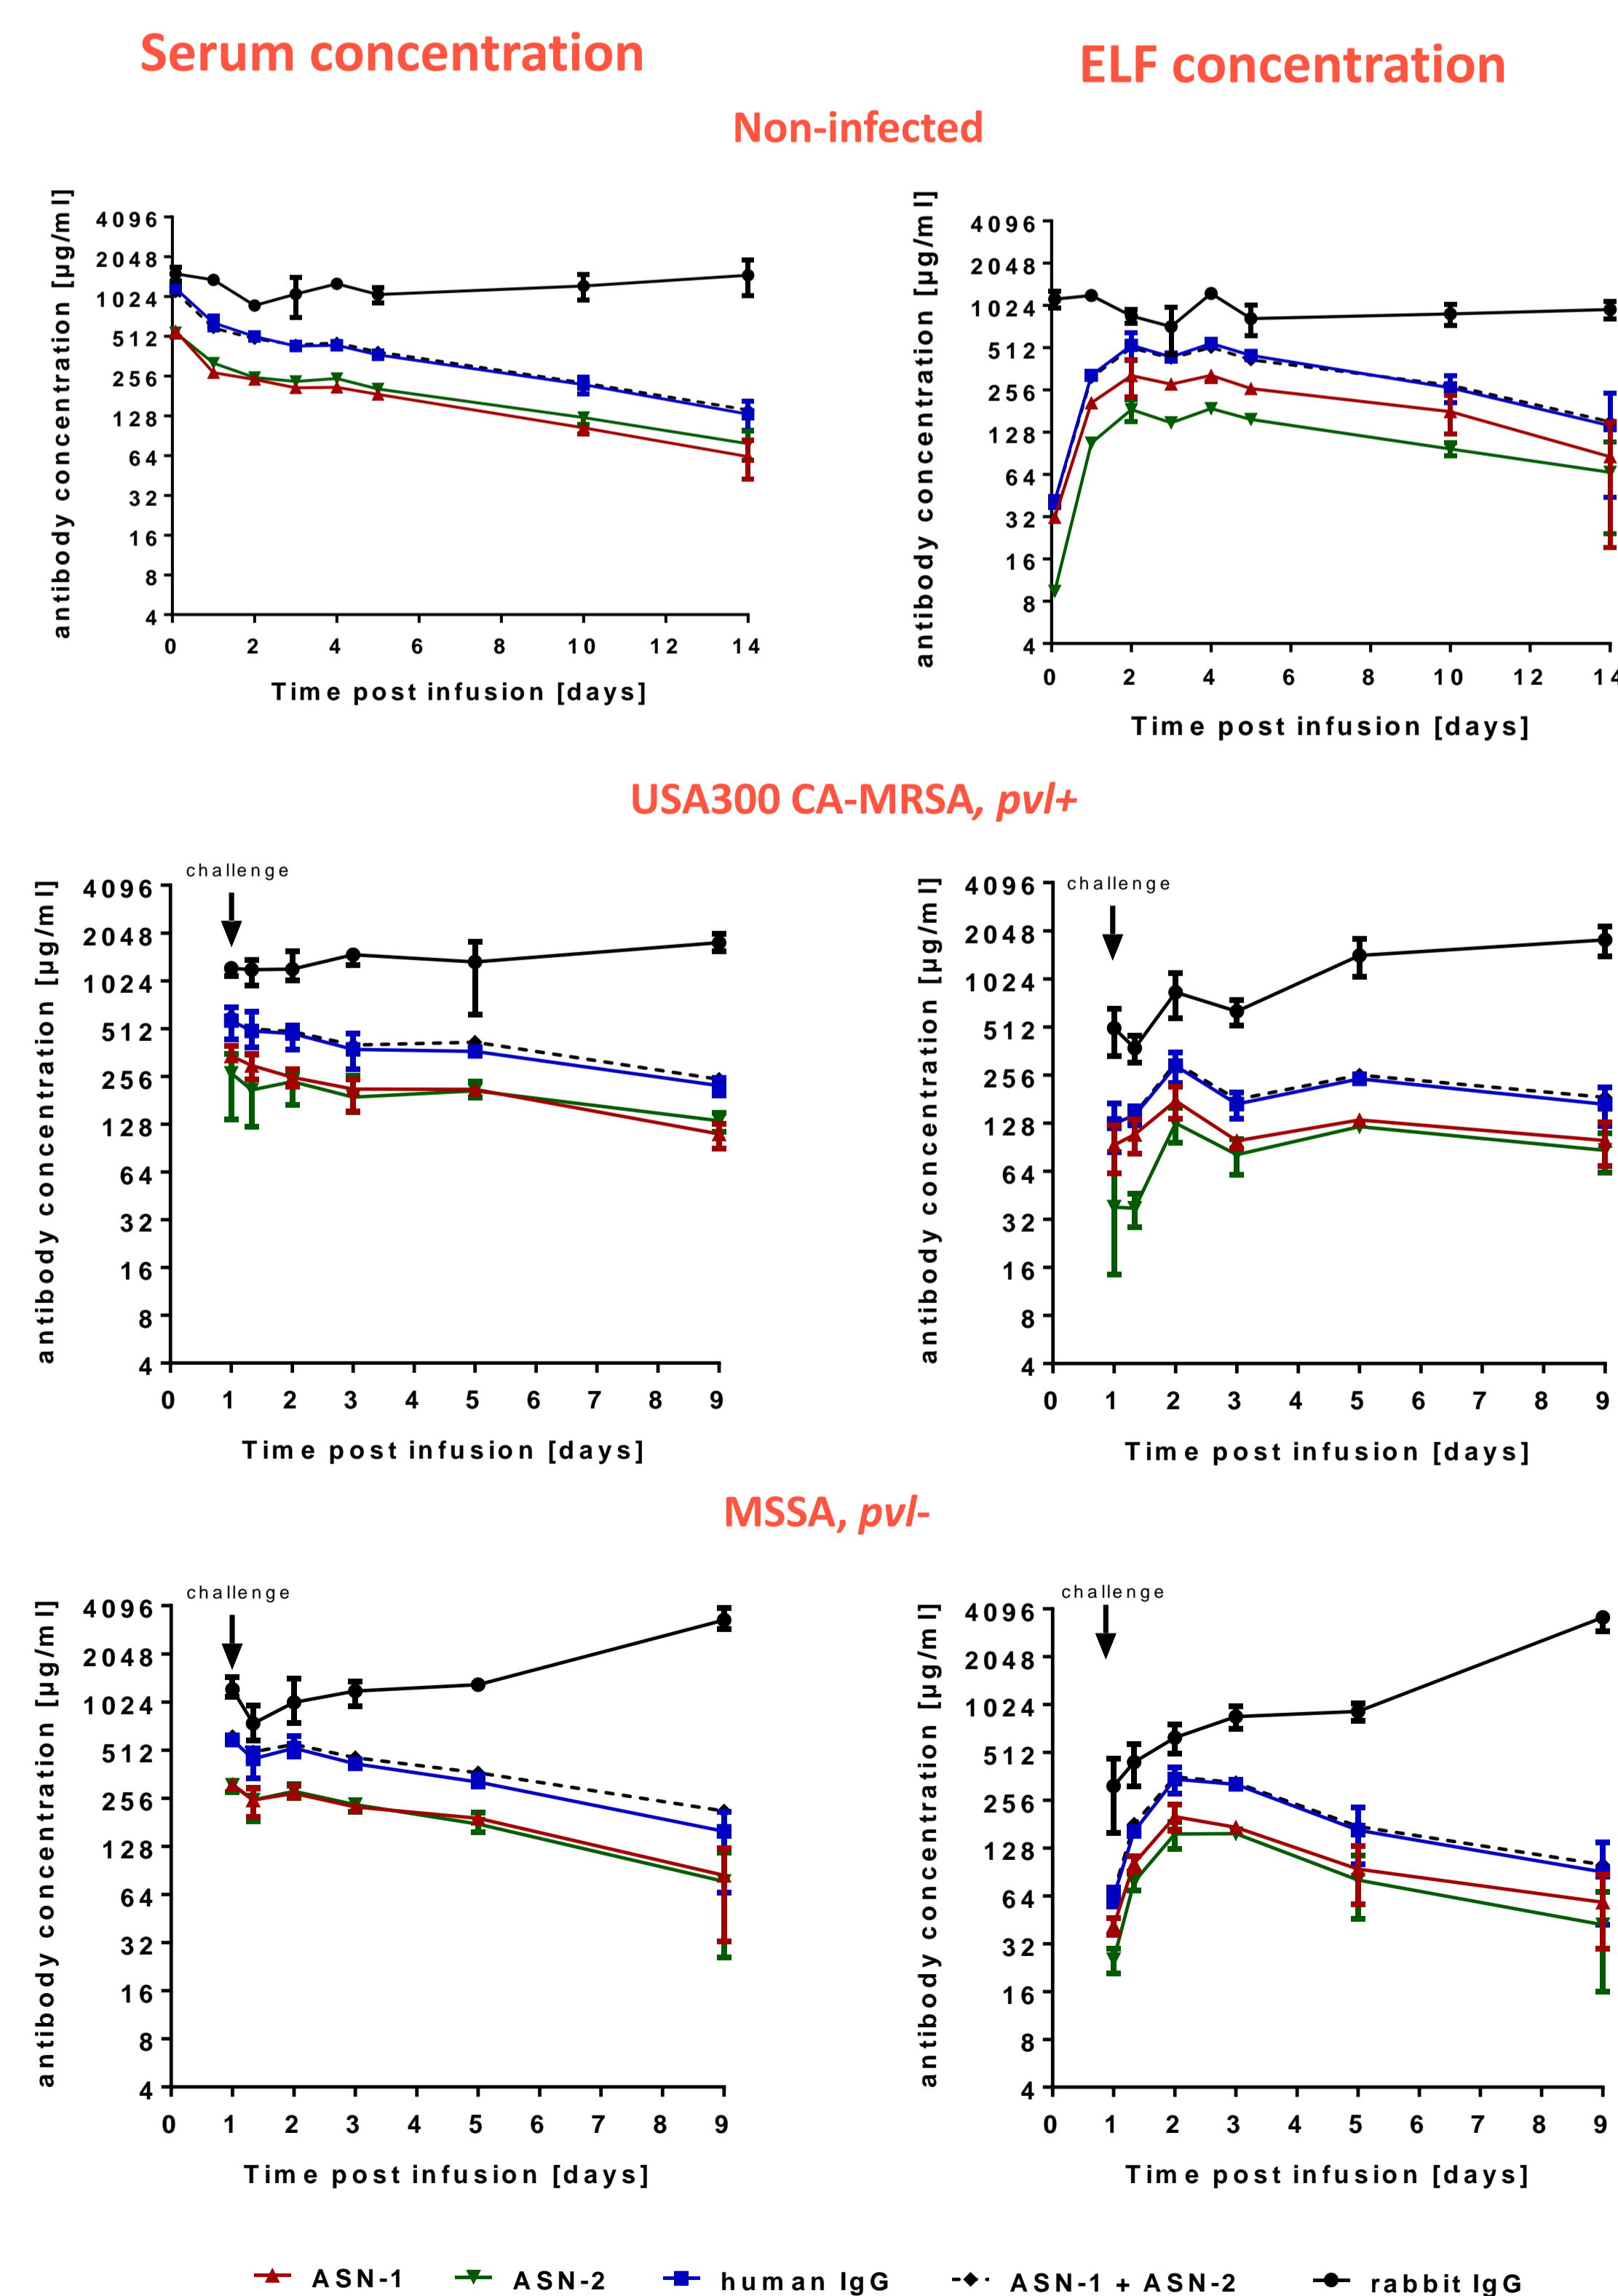 Serum concentration
ELF concentration
Non-infected
antibody concentration [µg/ml]
4096
2048
1024
512
256
128
64
32
16
8
4
0 2 4 6 8 10 12 14
Time post infusion [days]
antibody concentration [µg/ml]
4096
2048
1024
512
256
128
64
32
16
8
4
0 2 4 6 8 10 12 14
Time post infusion [days]
USA300 CA-MRSA, pvl+
challenge
antibody concentration [µg/ml]
4096
2048
1024
512
256
128
64
32
16
8
4
0 1 2 3 4 5 6 7 8 9
Time post infusion [days]
challenge
antibody concentration [µg/ml]
4096
2048
1024
512
256
128
64
32
16
8
4
0 1 2 3 4 5 6 7 8 9
Time post infusion [days]
MSSA, pvl-
challenge
antibody concentration [µg/ml]
4096
2048
1024
512
256
128
64
32
16
8
4
0 1 2 3 4 5 6 7 8 9
Time post infusion [days]
challenge
antibody concentration [µg/ml]
4096
2048
1024
512
256
128
64
32
16
8
4
0 1 2 3 4 5 6 7 8 9
Time post infusion [days]
ASN-1 ASN-2 human IgG ASN-1 + ASN-2 rabbit IgG